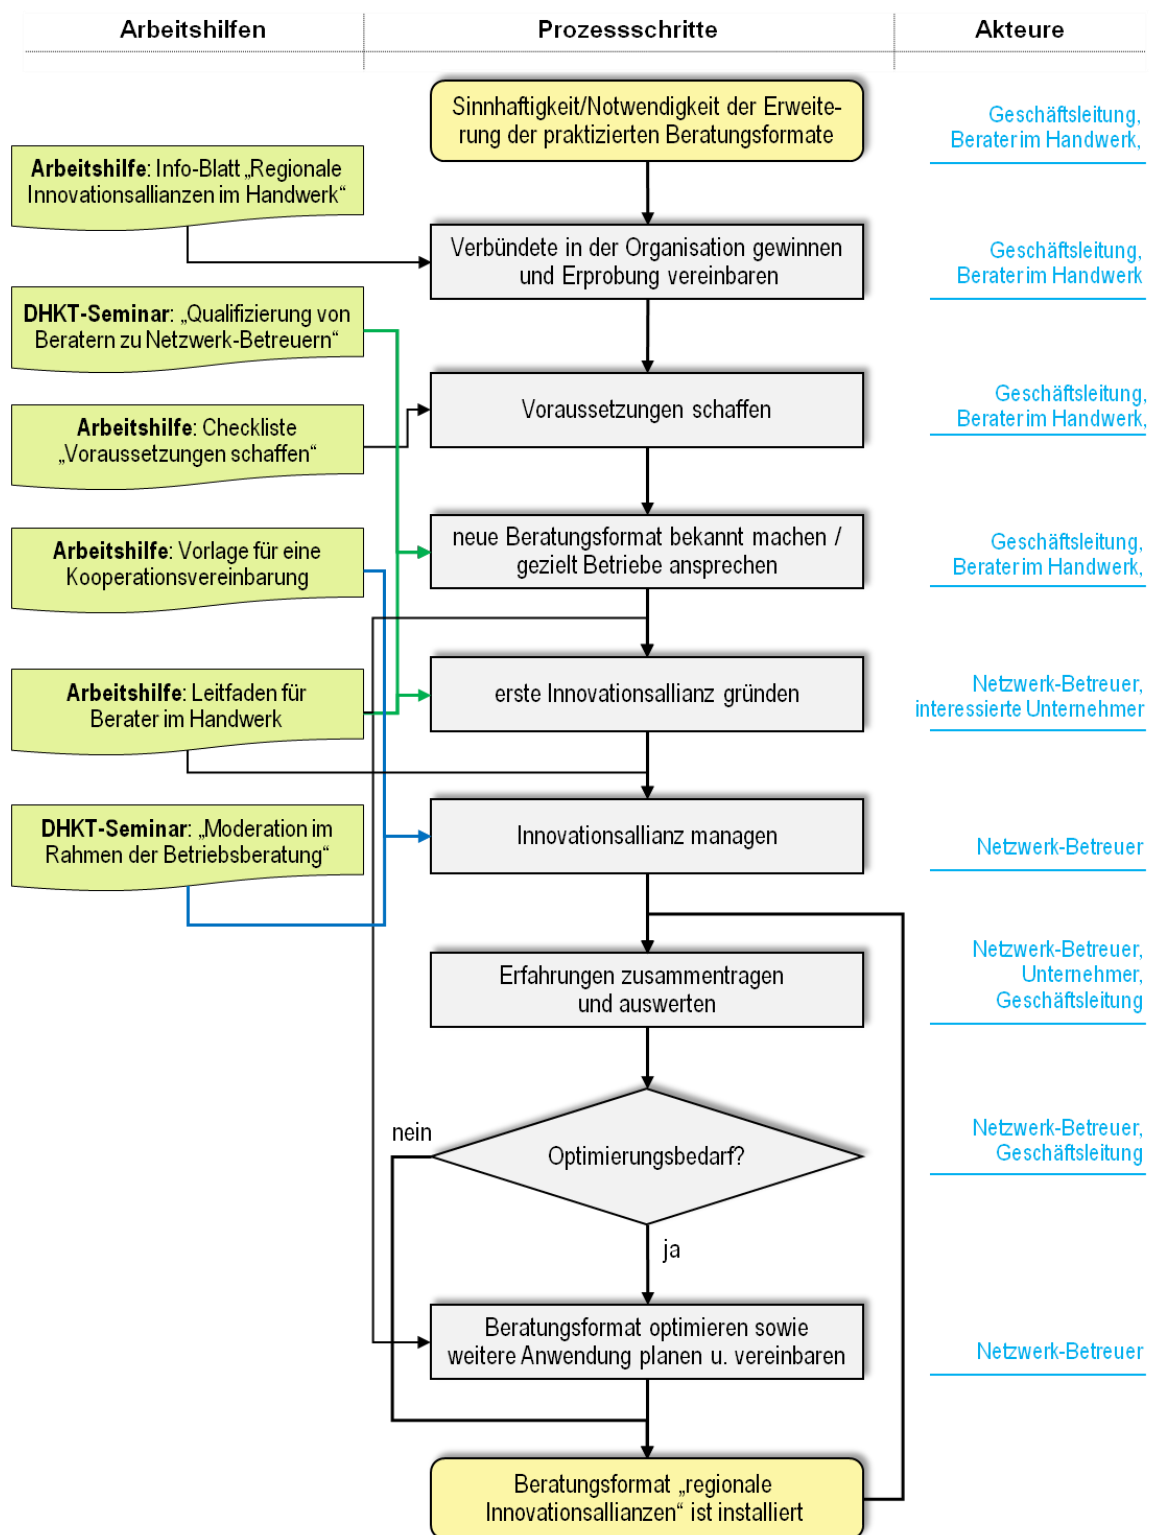 Arbeitshilfen
Prozessschritte
Akteure
Sinnhaftigkeit/Notwendigkeit der Erweite-
rung der praktizierten Beratungsformate
Geschäftsleitung,
Berater im Handwerk,
Arbeitshilfe: Info-Blatt „Regionale
Innovationsallianzen im Handwerk“
Verbündete in der Organisation gewinnen
und Erprobung vereinbaren
Geschäftsleitung,
Berater im Handwerk
DHKT-Seminar: „Qualifizierung von
Beratern zu Netzwerk-Betreuern“
Voraussetzungen schaffen
Geschäftsleitung,
Berater im Handwerk,
Arbeitshilfe: Checkliste
„Voraussetzungen schaffen“
neue Beratungsformat bekannt machen /
gezielt Betriebe ansprechen
Geschäftsleitung,
Berater im Handwerk,
Arbeitshilfe: Vorlage für eine
Kooperationsvereinbarung
erste Innovationsallianz gründen
Netzwerk-Betreuer,
interessierte Unternehmer
Arbeitshilfe: Leitfaden für
Berater im Handwerk
Innovationsallianz managen
Netzwerk-Betreuer
DHKT-Seminar: „Moderation im
Rahmen der Betriebsberatung“
Erfahrungen zusammentragen
und auswerten
Netzwerk-Betreuer,
Unternehmer,
Geschäftsleitung
nein
Optimierungsbedarf?
Netzwerk-Betreuer,
Geschäftsleitung
ja
Beratungsformat optimieren sowie
weitere Anwendung planen u. vereinbaren
Netzwerk-Betreuer
Beratungsformat „regionale
Innovationsallianzen“ ist installiert